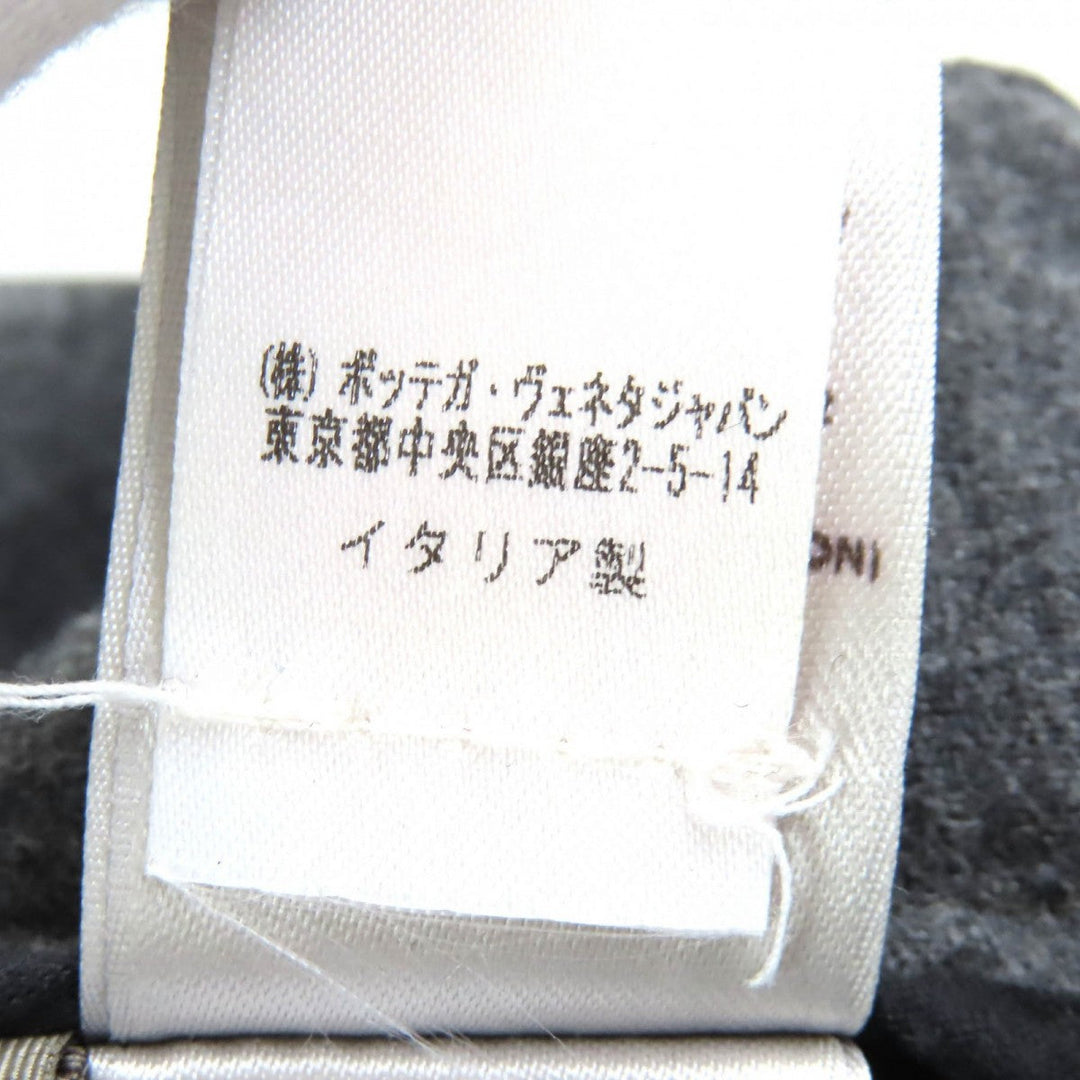 (株) ボッテガ・ヴェネタジャパン
東京都中央区銀座2-5-14
イタリア製